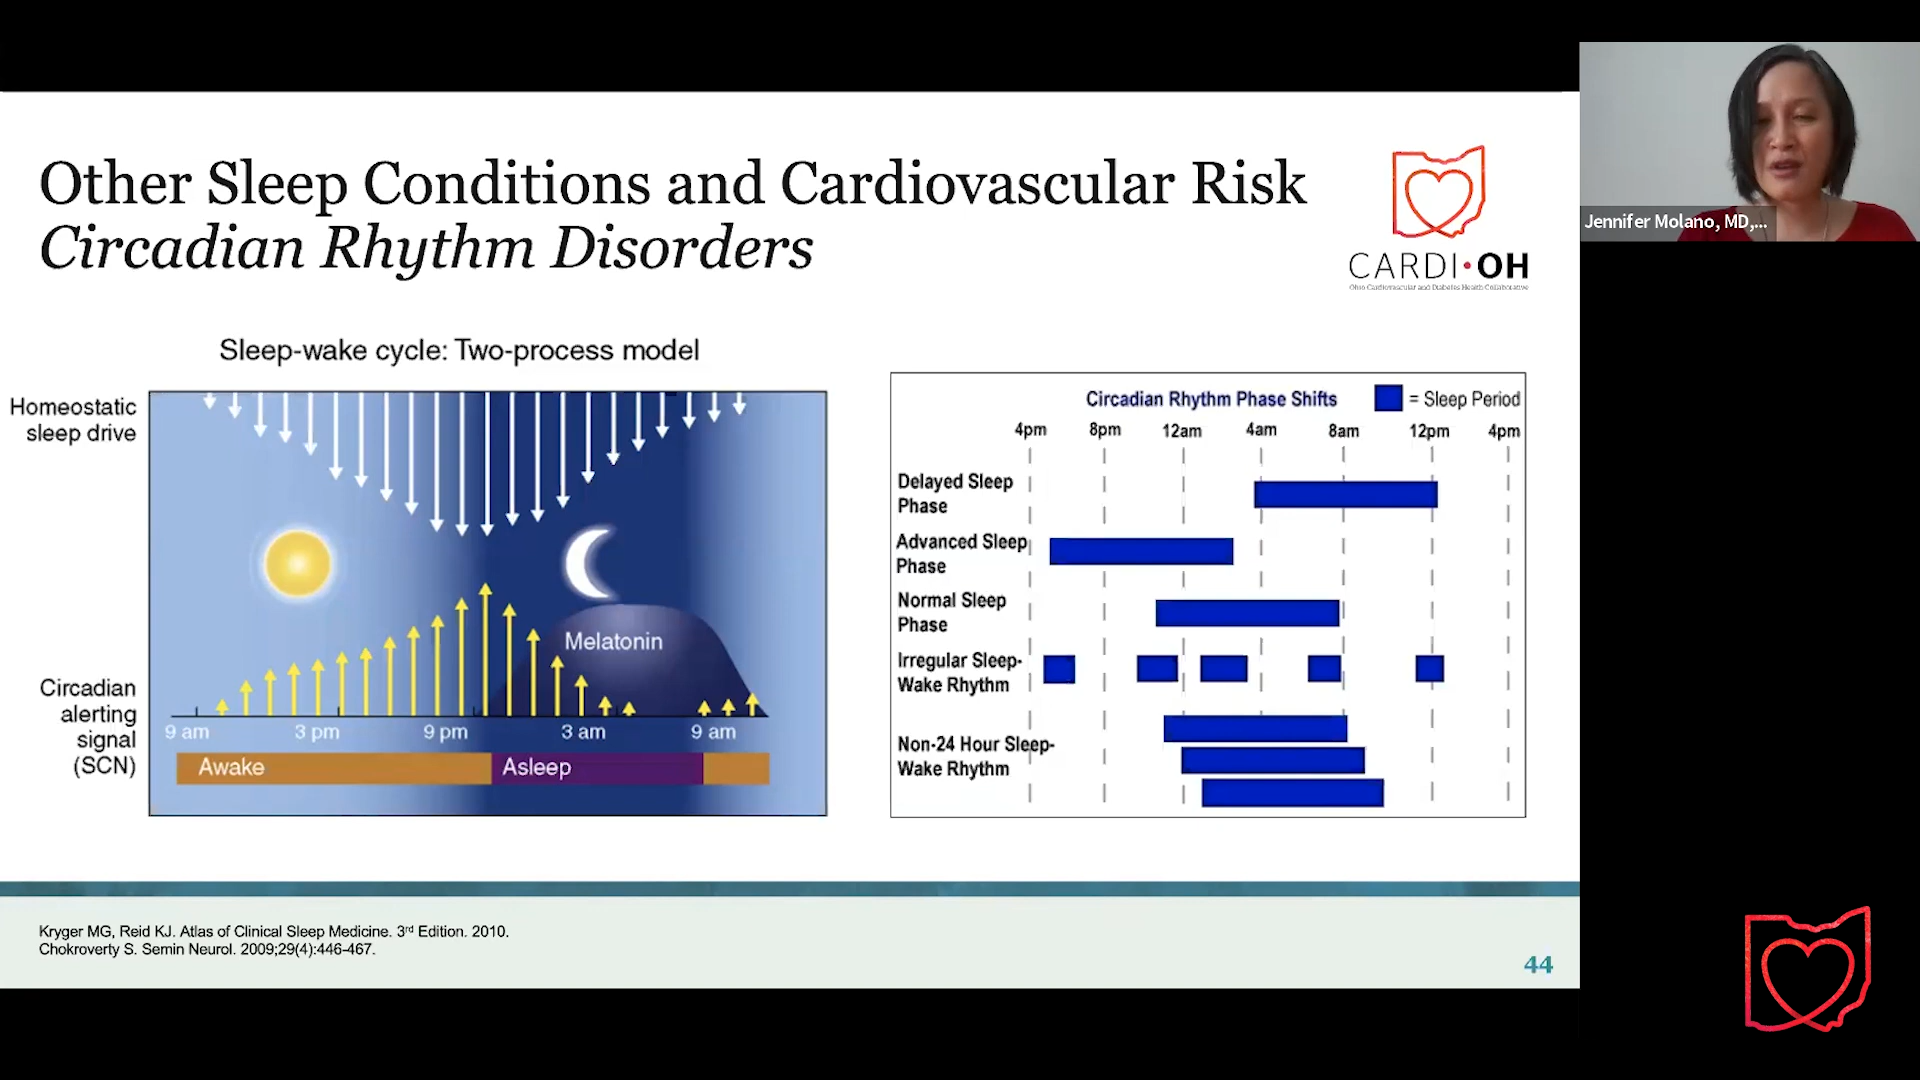 Other Sleep Conditions and Cardiovascular Risk
Circadian Rhythm Disorders
CARDI•OH
Ohio Cardiovascular and Diabetes Health Collaborative
Jennifer Molano, MD,...
Sleep-wake cycle: Two-process model
Homeostatic
sleep drive
Melatonin
Circadian
alerting
signal
(SCN)
9 am 3 pm 9 pm 3 am 9 am
Awake Asleep
Circadian Rhythm Phase Shifts = Sleep Period
4pm 8pm 12am 4am 8am 12pm 4pm
Delayed Sleep
Phase
Advanced Sleep
Phase
Normal Sleep
Phase
Irregular Sleep-
Wake Rhythm
Non-24 Hour Sleep-
Wake Rhythm
Kryger MG, Reid KJ. Atlas of Clinical Sleep Medicine. 3rd Edition. 2010.
Chokroverty S. Semin Neurol. 2009;29(4):446-467.
44